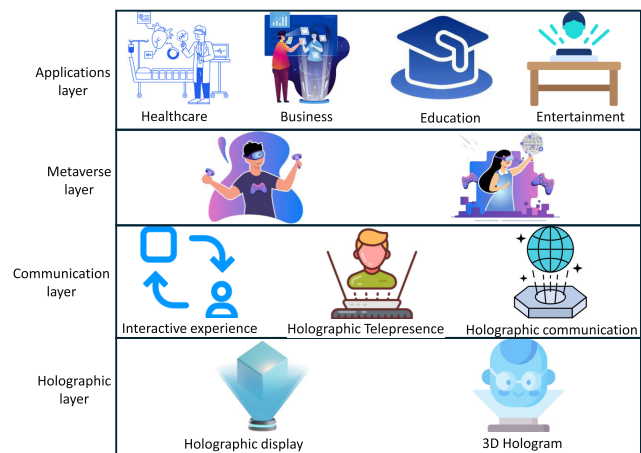 Applications
layer
Healthcare
Business
Education
Entertainment
Metaverse
layer
Communication
layer
Interactive experience
Holographic Telepresence
Holographic communication
Holographic
layer
Holographic display
3D Hologram